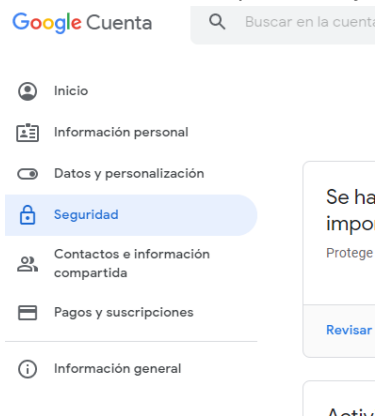 Google Cuenta
Buscar en la cuenta
Inicio
Información personal
Datos y personalización
Seguridad
Contactos e información
compartida
Pagos y suscripciones
Información general
Se ha
Protege
Revisar